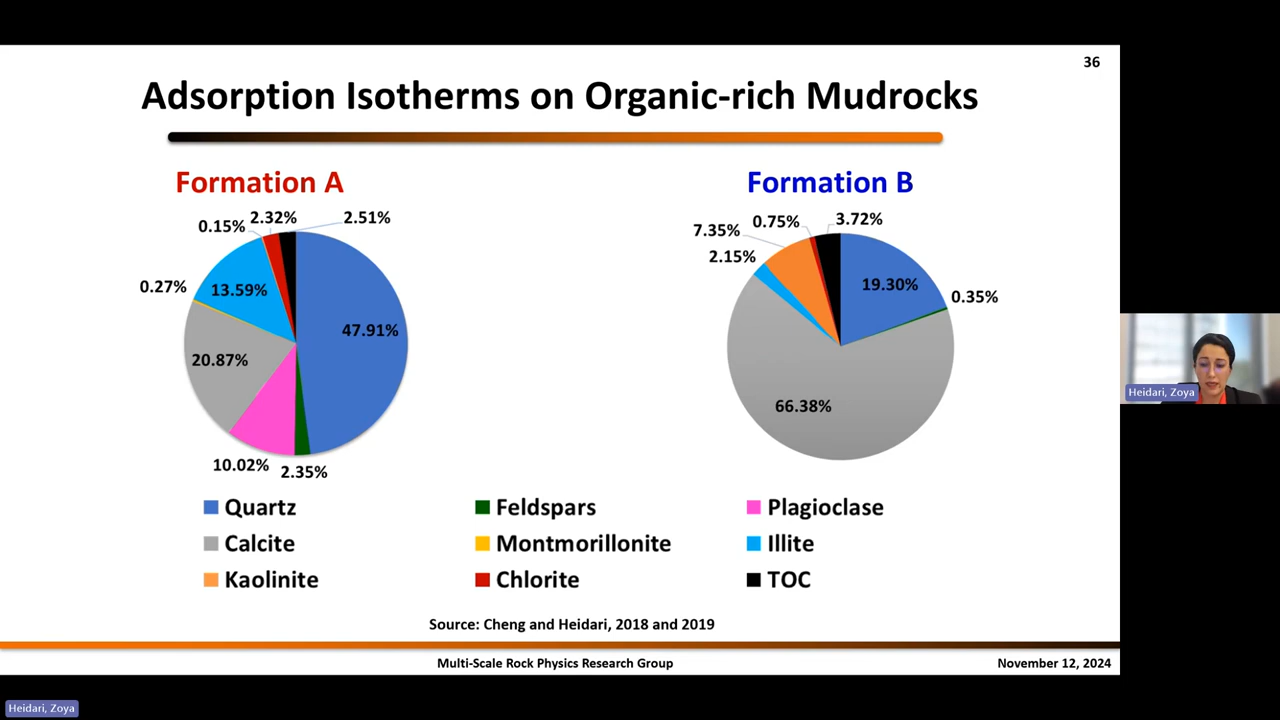 36
Adsorption Isotherms on Organic-rich Mudrocks
Formation A
Formation B
0.15%
2.32%
2.51%
0.27%
13.59%
47.91%
20.87%
10.02%
2.35%
7.35%
0.75%
3.72%
2.15%
19.30%
0.35%
66.38%
Quartz
Feldspars
Plagioclase
Calcite
Montmorillonite
Illite
Kaolinite
Chlorite
TOC
Source: Cheng and Heidari, 2018 and 2019
Multi-Scale Rock Physics Research Group
November 12, 2024
Heidari, Zoya
Heidari, Zoya